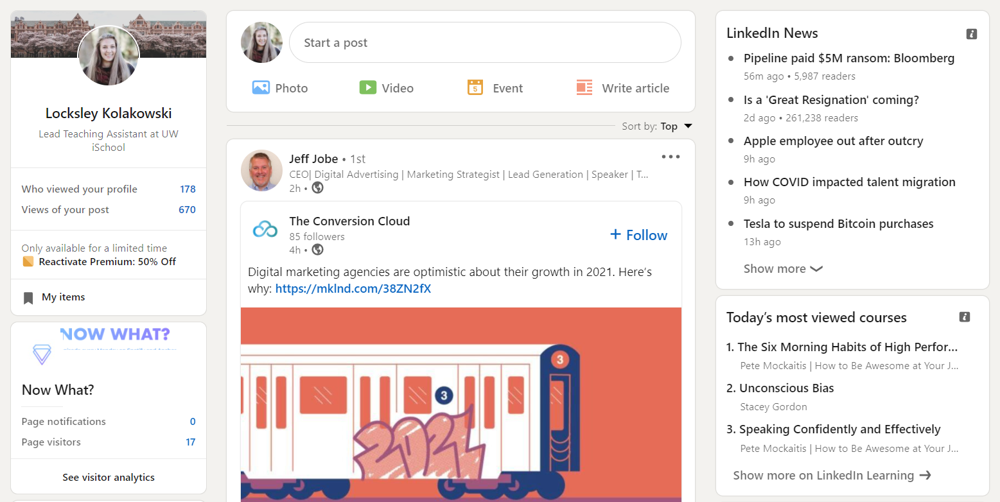 Locksley Kolakowski
Lead Teaching Assistant at UW
iSchool
Who viewed your profile 178
Views of your post 670
Only available for a limited time
Reactivate Premium: 50% Off
My items
NOW WHAT?
Now What?
Page notifications 0
Page visitors 17
See visitor analytics
Start a post
Photo Video 5 Event Write article
Sort by: Top
Jeff Jobe • 1st
CEO| Digital Advertising | Marketing Strategist | Lead Generation | Speaker | T...
2h •
The Conversion Cloud
85 followers
4h •
+ Follow
Digital marketing agencies are optimistic about their growth in 2021. Here’s
why: https://mklnd.com/38ZN2fX
3
3
2021
LinkedIn News
• Pipeline paid $5M ransom: Bloomberg
56m ago • 5,987 readers
• Is a 'Great Resignation' coming?
2d ago • 261,238 readers
• Apple employee out after outcry
9h ago
• How COVID impacted talent migration
9h ago
• Tesla to suspend Bitcoin purchases
13h ago
Show more
Today’s most viewed courses
1. The Six Morning Habits of High Perfor...
Pete Mockaitis | How to Be Awesome at Your J...
2. Unconscious Bias
Stacey Gordon
3. Speaking Confidently and Effectively
Pete Mockaitis | How to Be Awesome at Your J...
Show more on LinkedIn Learning →